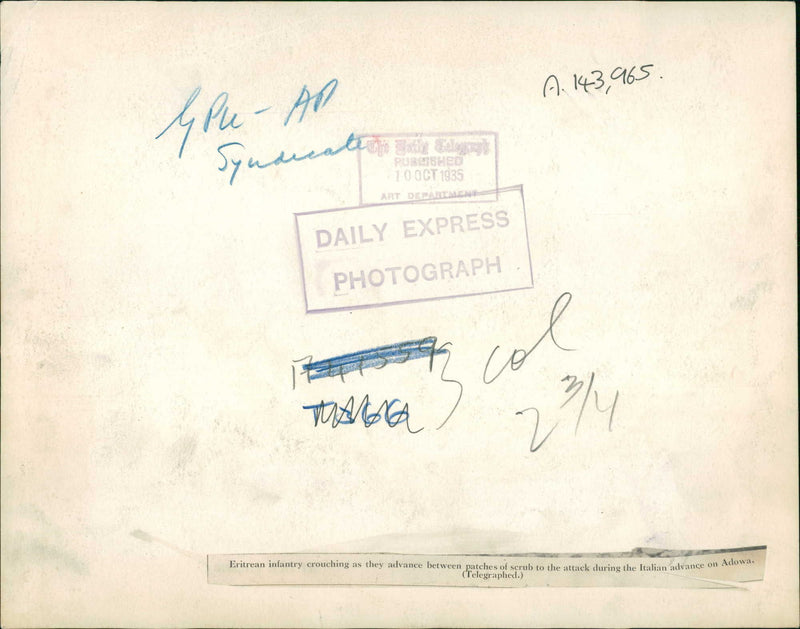 A. 143,965.
AP
Syndicate
The Daily Telegraph
PUBLISHED
10 OCT 1935
ART DEPARTMENT
DAILY EXPRESS
PHOTOGRAPH
3 col
2 3/4
Eritrean infantry crouching as they advance between patches of scrub to the attack during the Italian advance on Adowa.
(Telegraphed.)